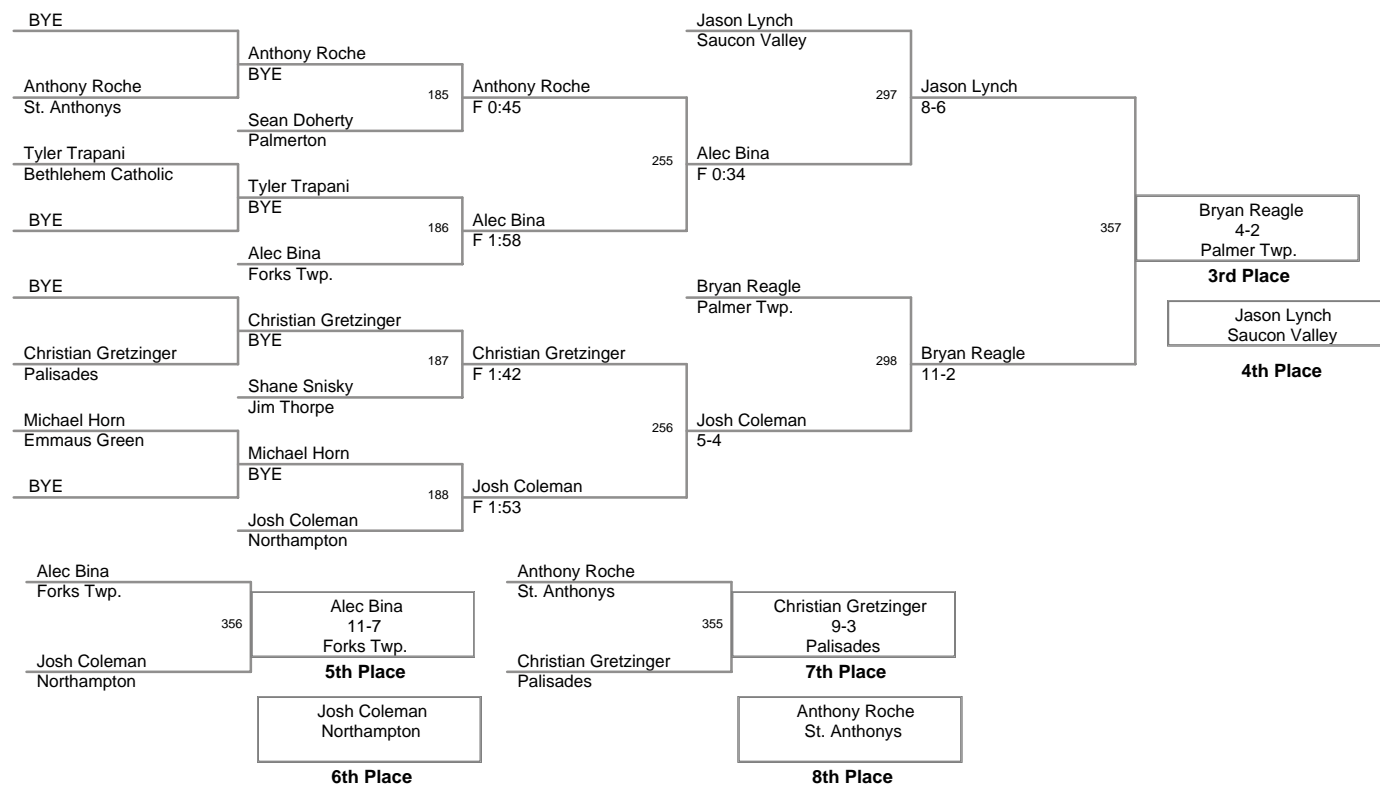 BYE
Anthony Roche
St. Anthonys
Tyler Trapani
Bethlehem Catholic
BYE
BYE
Christian Gretzinger
Palisades
Michael Horn
Emmaus Green
BYE
Anthony Roche
BYE
185
Sean Doherty
Palmerton
Tyler Trapani
BYE
186
Alec Bina
Forks Twp.
Christian Gretzinger
BYE
187
Shane Snisky
Jim Thorpe
Michael Horn
BYE
188
Josh Coleman
Northampton
Anthony Roche
F 0:45
255
Alec Bina
F 1:58
Christian Gretzinger
F 1:42
256
Josh Coleman
F 1:53
Jason Lynch
Saucon Valley
297
Alec Bina
F 0:34
Bryan Reagle
Palmer Twp.
298
Josh Coleman
5-4
Jason Lynch
8-6
357
Bryan Reagle
11-2
Bryan Reagle
4-2
Palmer Twp.
3rd Place
Jason Lynch
Saucon Valley
4th Place
Alec Bina
Forks Twp.
356
Josh Coleman
Northampton
Alec Bina
11-7
Forks Twp.
5th Place
Josh Coleman
Northampton
6th Place
Anthony Roche
St. Anthonys
355
Christian Gretzinger
Palisades
Christian Gretzinger
9-3
Palisades
7th Place
Anthony Roche
St. Anthonys
8th Place